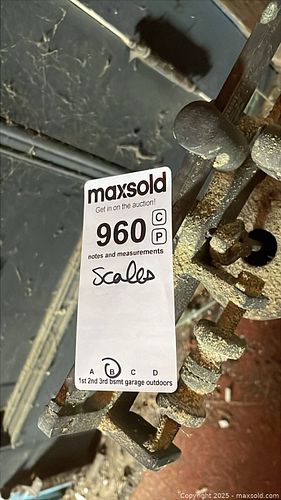 maxsold
Get in on the auction!
960 C
P
notes and measurements
Scales
A B C D
1st 2nd 3rd bsmt garage outdoors
Copyright © 2025 - maxsold.com